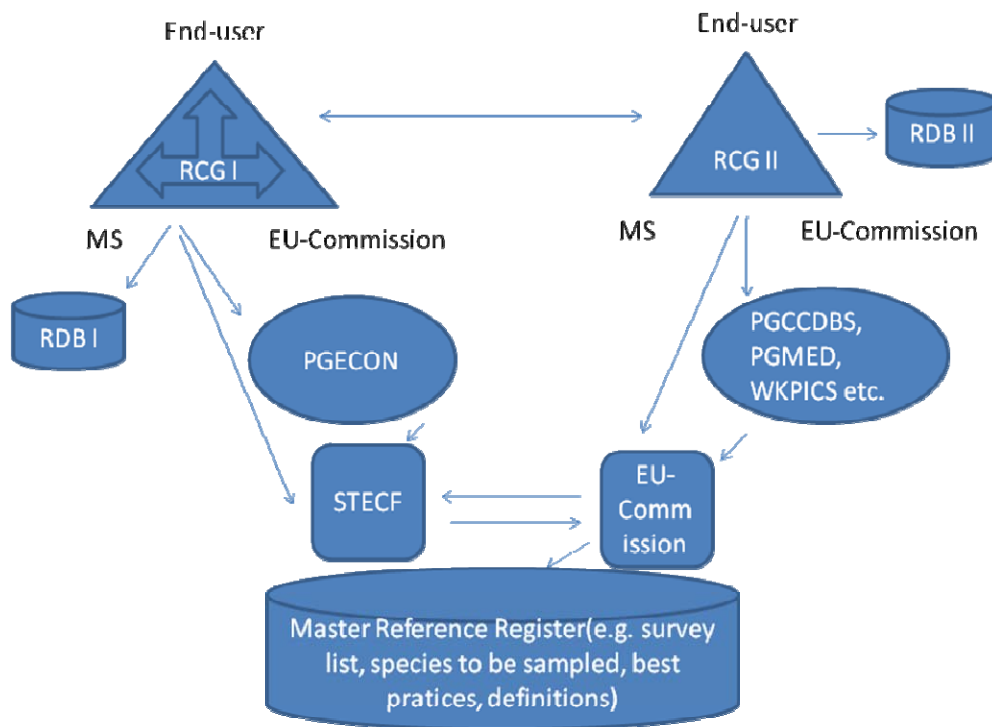 End-user
End-user
RCG I
RCG II
RDB II
MS
EU-Commission
MS
EU-Commission
RDB I
PGECON
PGCCDBS,
PGMED,
WKPICS etc.
STECF
EU-
Comm
ission
Master Reference Register(e.g. survey
list, species to be sampled, best
pratices, definitions)